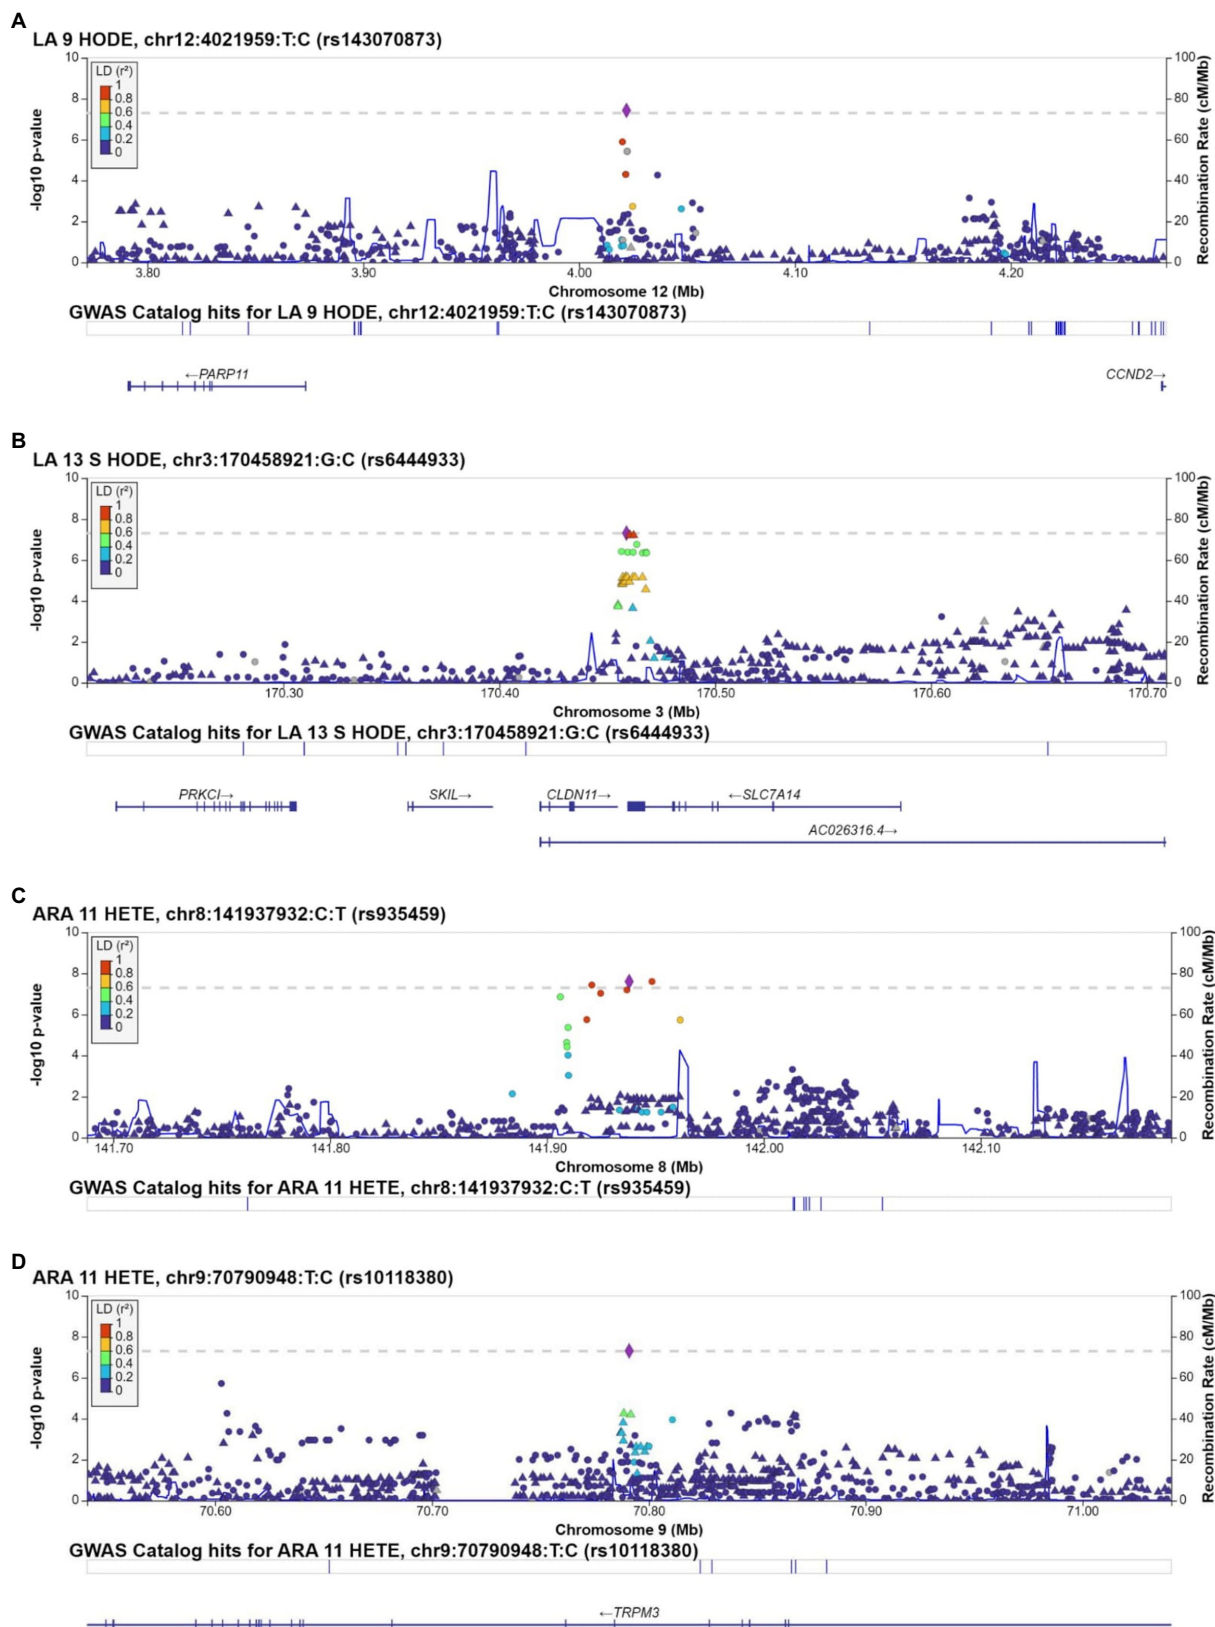 A
LA 9 HODE, chr12:4021959:T:C (rs143070873)
LD (r²)
1
0.8
0.6
0.4
0.2
0
10
8
6
4
2
0
-log10 p-value
100
80
60
40
20
0
Recombination Rate (cM/Mb)
3.80 3.90 4.00 4.10 4.20
Chromosome 12 (Mb)
GWAS Catalog hits for LA 9 HODE, chr12:4021959:T:C (rs143070873)
←PARP11
CCND2→
B
LA 13 S HODE, chr3:170458921:G:C (rs6444933)
LD (r²)
1
0.8
0.6
0.4
0.2
0
10
8
6
4
2
0
-log10 p-value
100
80
60
40
20
0
Recombination Rate (cM/Mb)
170.30 170.40 170.50 170.60 170.70
Chromosome 3 (Mb)
GWAS Catalog hits for LA 13 S HODE, chr3:170458921:G:C (rs6444933)
PRKCI→ SKIL→ CLDN11→ ←SLC7A14
AC026316.4→
C
ARA 11 HETE, chr8:141937932:C:T (rs935459)
LD (r²)
1
0.8
0.6
0.4
0.2
0
10
8
6
4
2
0
-log10 p-value
100
80
60
40
20
0
Recombination Rate (cM/Mb)
141.70 141.80 141.90 142.00 142.10
Chromosome 8 (Mb)
GWAS Catalog hits for ARA 11 HETE, chr8:141937932:C:T (rs935459)
D
ARA 11 HETE, chr9:70790948:T:C (rs10118380)
LD (r²)
1
0.8
0.6
0.4
0.2
0
10
8
6
4
2
0
-log10 p-value
100
80
60
40
20
0
Recombination Rate (cM/Mb)
70.60 70.70 70.80 70.90 71.00
Chromosome 9 (Mb)
GWAS Catalog hits for ARA 11 HETE, chr9:70790948:T:C (rs10118380)
←TRPM3